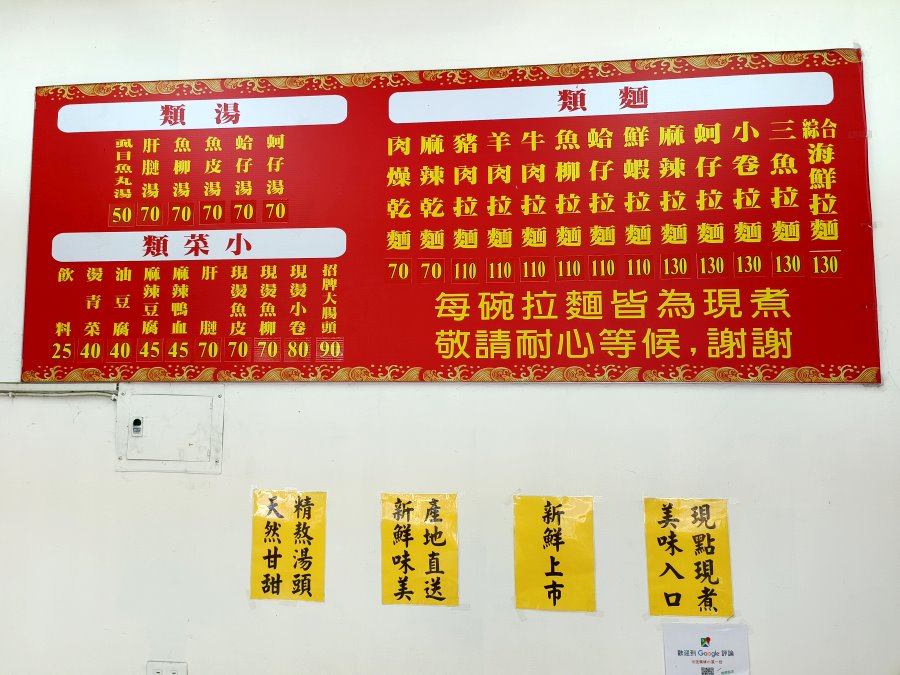 麵類
綜合海鮮拉麵 130
三魚拉麵 130
小卷拉麵 130
蚵仔拉麵 130
麻辣拉麵 130
鮮蝦拉麵 110
蛤仔拉麵 110
魚柳拉麵 110
牛肉拉麵 110
羊肉拉麵 110
豬肉拉麵 110
麻辣乾麵 70
肉燥乾麵 70
每碗拉麵皆為現煮
敬請耐心等候，謝謝
湯類
蚵仔湯 70
蛤仔湯 70
魚皮湯 70
魚柳湯 70
肝腱湯 70
虱目魚丸湯 50
小菜類
招牌大腸頭 90
現燙小卷 80
現燙魚柳 70
現燙魚皮 70
肝腱 70
麻辣鴨血 45
麻辣豆腐 45
油豆腐 40
燙青菜 40
飲料 25
現點現煮
美味入口
新鮮上市
產地直送
新鮮味美
精熬湯頭
天然甘甜
歡迎到 Google 評論